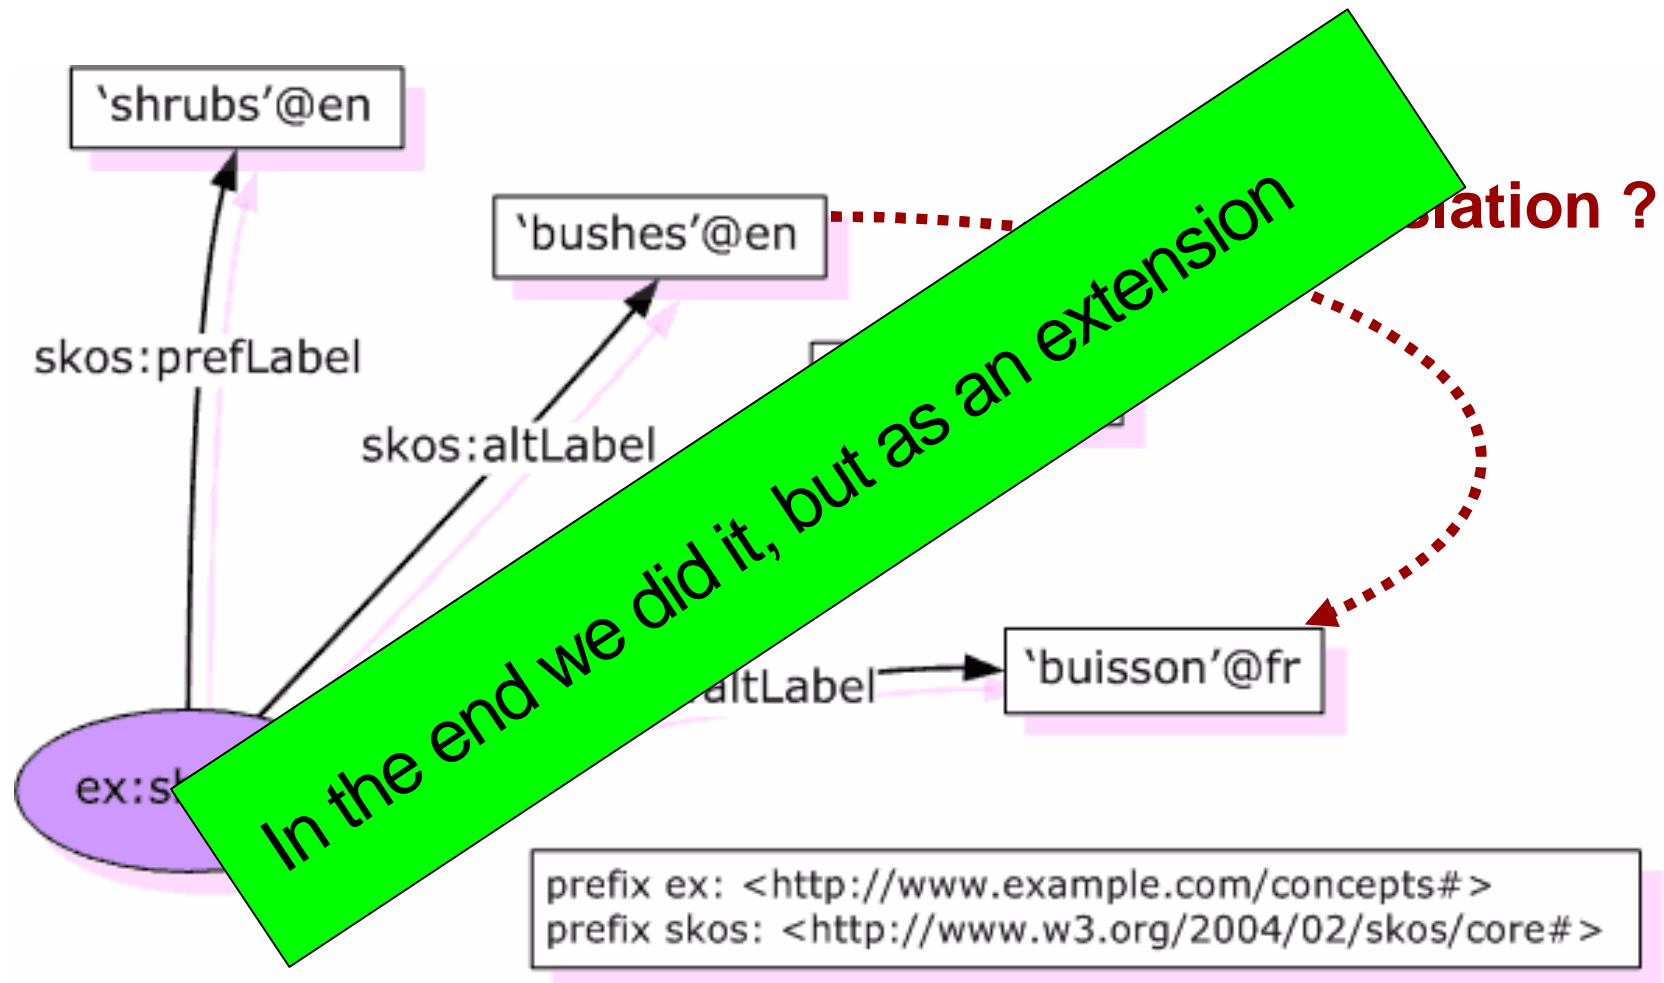 ‘shrubs’@en
‘bushes’@en
slation ?
skos:prefLabel
skos:altLabel
In the end we did it, but as an extension
altLabel
‘buisson’@fr
ex:s
prefix ex: <http://www.example.com/concepts#>
prefix skos: <http://www.w3.org/2004/02/skos/core#>